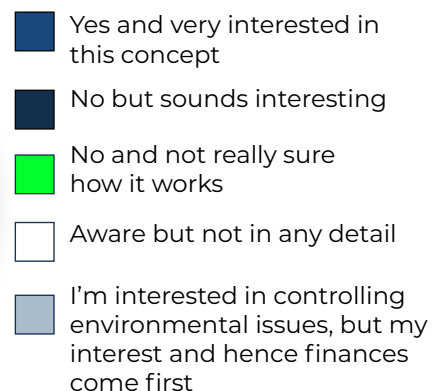 Yes and very interested in
this concept
No but sounds interesting
No and not really sure
how it works
Aware but not in any detail
I’m interested in controlling
environmental issues, but my
interest and hence finances
come first